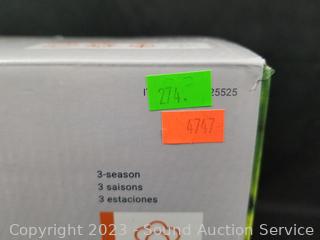 274.
25525
4747
3-season
3 saisons
3 estaciones
Copyright 2023 - Sound Auction Service